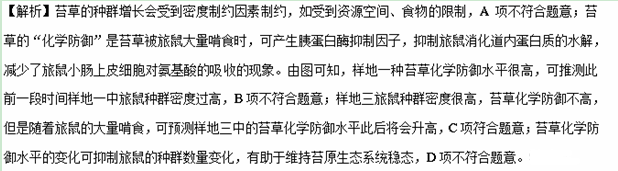 【解析】苔草的种群增长会受到密度制约因素制约，如受到资源空间、食物的限制，A 项不符合题意；苔
草的“化学防御”是苔草被旅鼠大量啃食时，可产生胰蛋白酶抑制因子，抑制旅鼠消化道内蛋白质的水解，
减少了旅鼠小肠上皮细胞对氨基酸的吸收的现象。由图可知，样地一种苔草化学防御水平很高，可推测此
前一段时间样地一中旅鼠种群密度过高，B 项不符合题意；样地三旅鼠种群密度很高，苔草化学防御不高，
但是随着旅鼠的大量啃食，可预测样地三中的苔草化学防御水平此后将会升高，C 项符合题意；苔草化学防
御水平的变化可抑制旅鼠的种群数量变化，有助于维持苔原生态系统稳态，D 项不符合题意。